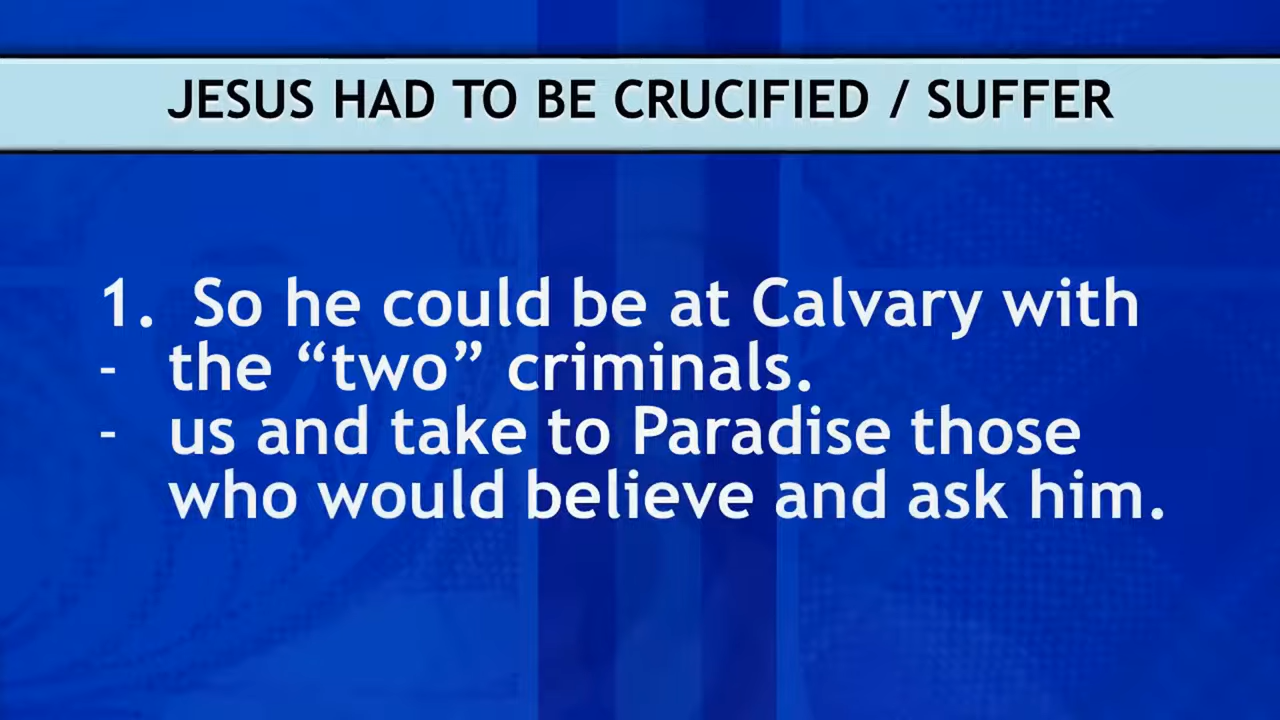 JESUS HAD TO BE CRUCIFIED / SUFFER
1. So he could be at Calvary with
- the “two” criminals.
- us and take to Paradise those
who would believe and ask him.